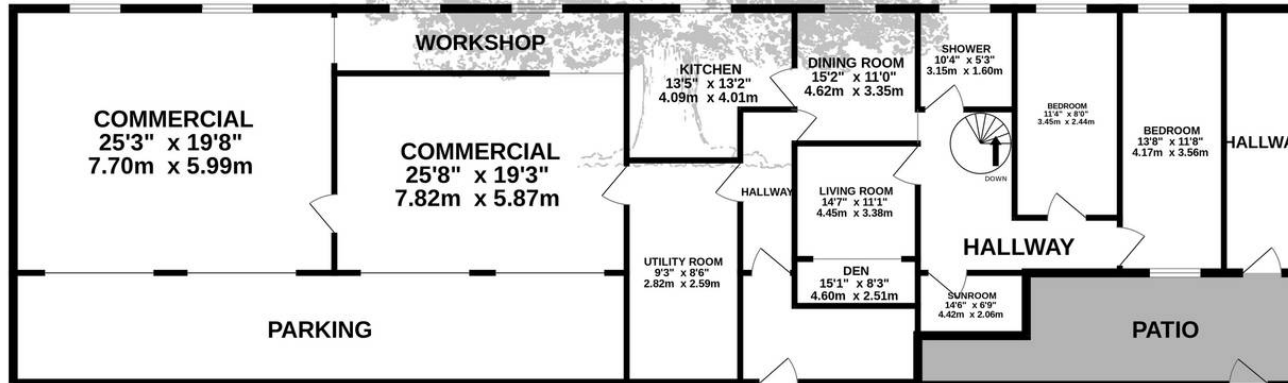 WORKSHOP
COMMERCIAL
25'3" x 19'8"
7.70m x 5.99m
COMMERCIAL
25'8" x 19'3"
7.82m x 5.87m
PARKING
KITCHEN
13'5" x 13'2"
4.09m x 4.01m
DINING ROOM
15'2" x 11'0"
4.62m x 3.35m
SHOWER
10'4" x 5'3"
3.15m x 1.60m
BEDROOM
11'4" x 8'0"
3.45m x 2.44m
BEDROOM
13'8" x 11'8"
4.17m x 3.56m
HALLWA
DOWN
HALLWAY
LIVING ROOM
14'7" x 11'1"
4.45m x 3.38m
HALLWAY
UTILITY ROOM
9'3" x 8'6"
2.82m x 2.59m
DEN
15'1" x 8'3"
4.60m x 2.51m
SUNROOM
14'6" x 6'9"
4.42m x 2.06m
PATIO